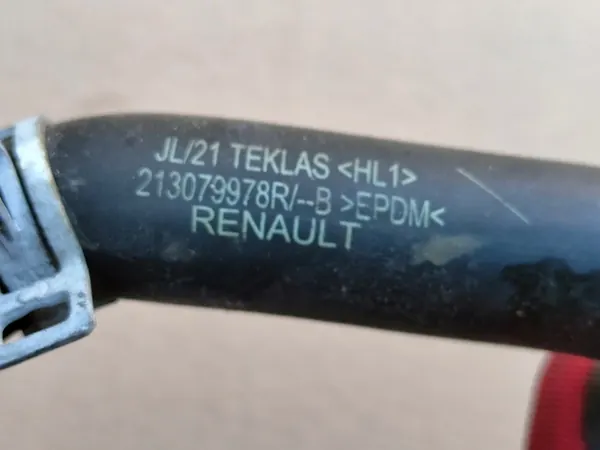 JL/21 TEKLAS <HL1>
213079978R/--B >EPDM<
RENAULT